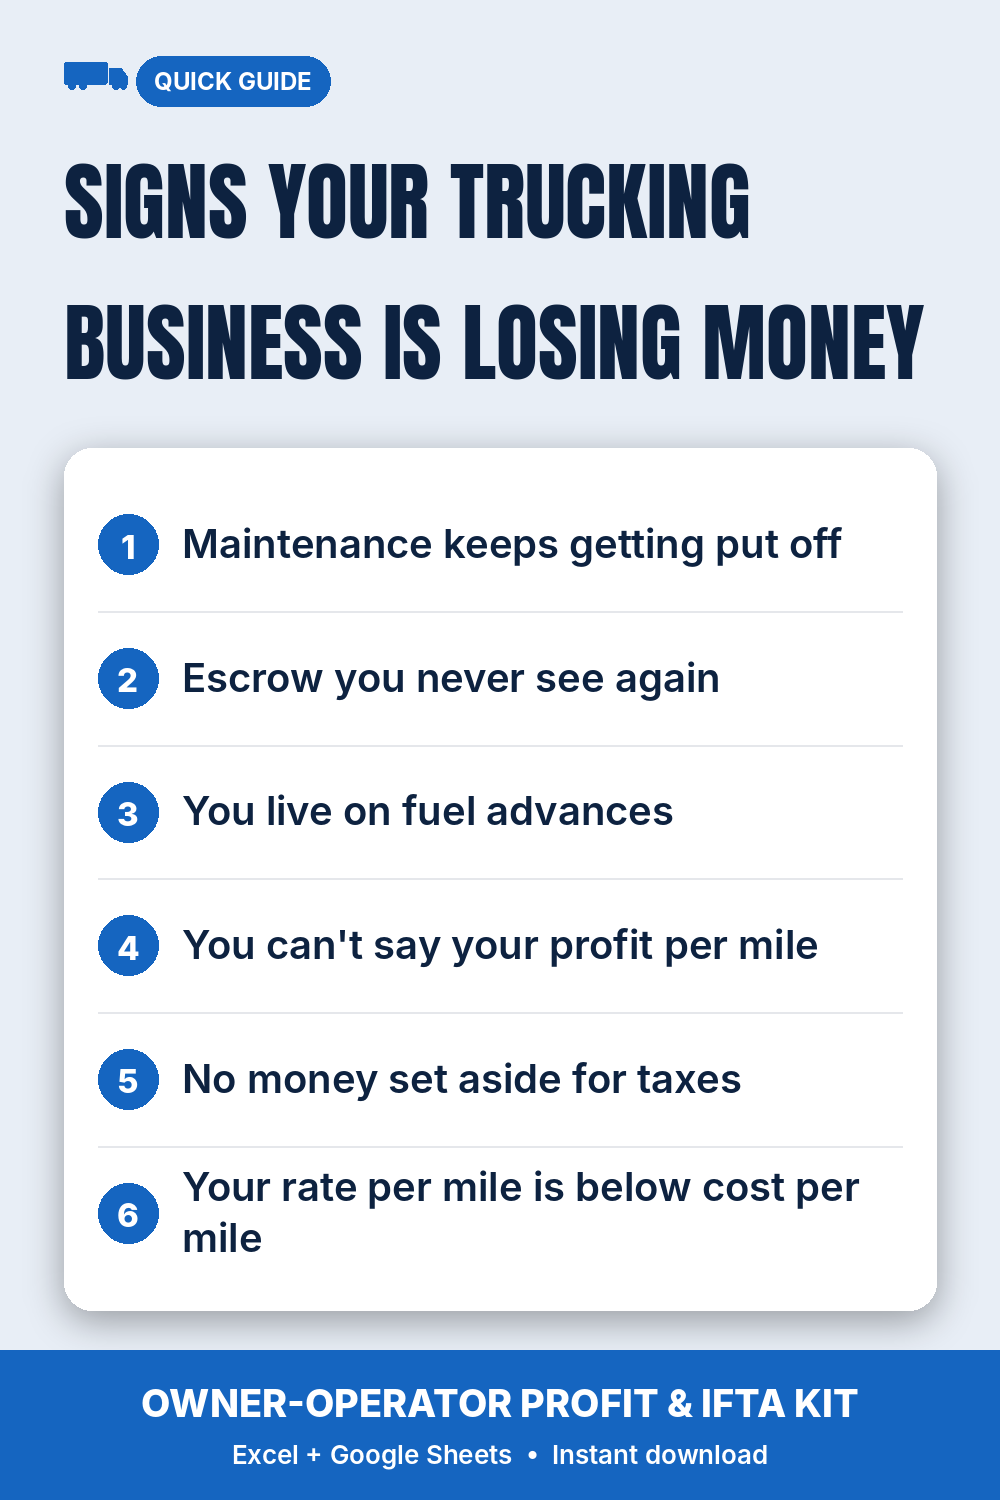 QUICK GUIDE
SIGNS YOUR TRUCKING
BUSINESS IS LOSING MONEY
1 Maintenance keeps getting put off
2 Escrow you never see again
3 You live on fuel advances
4 You can't say your profit per mile
5 No money set aside for taxes
6 Your rate per mile is below cost per
mile
OWNER-OPERATOR PROFIT & IFTA KIT
Excel + Google Sheets • Instant download